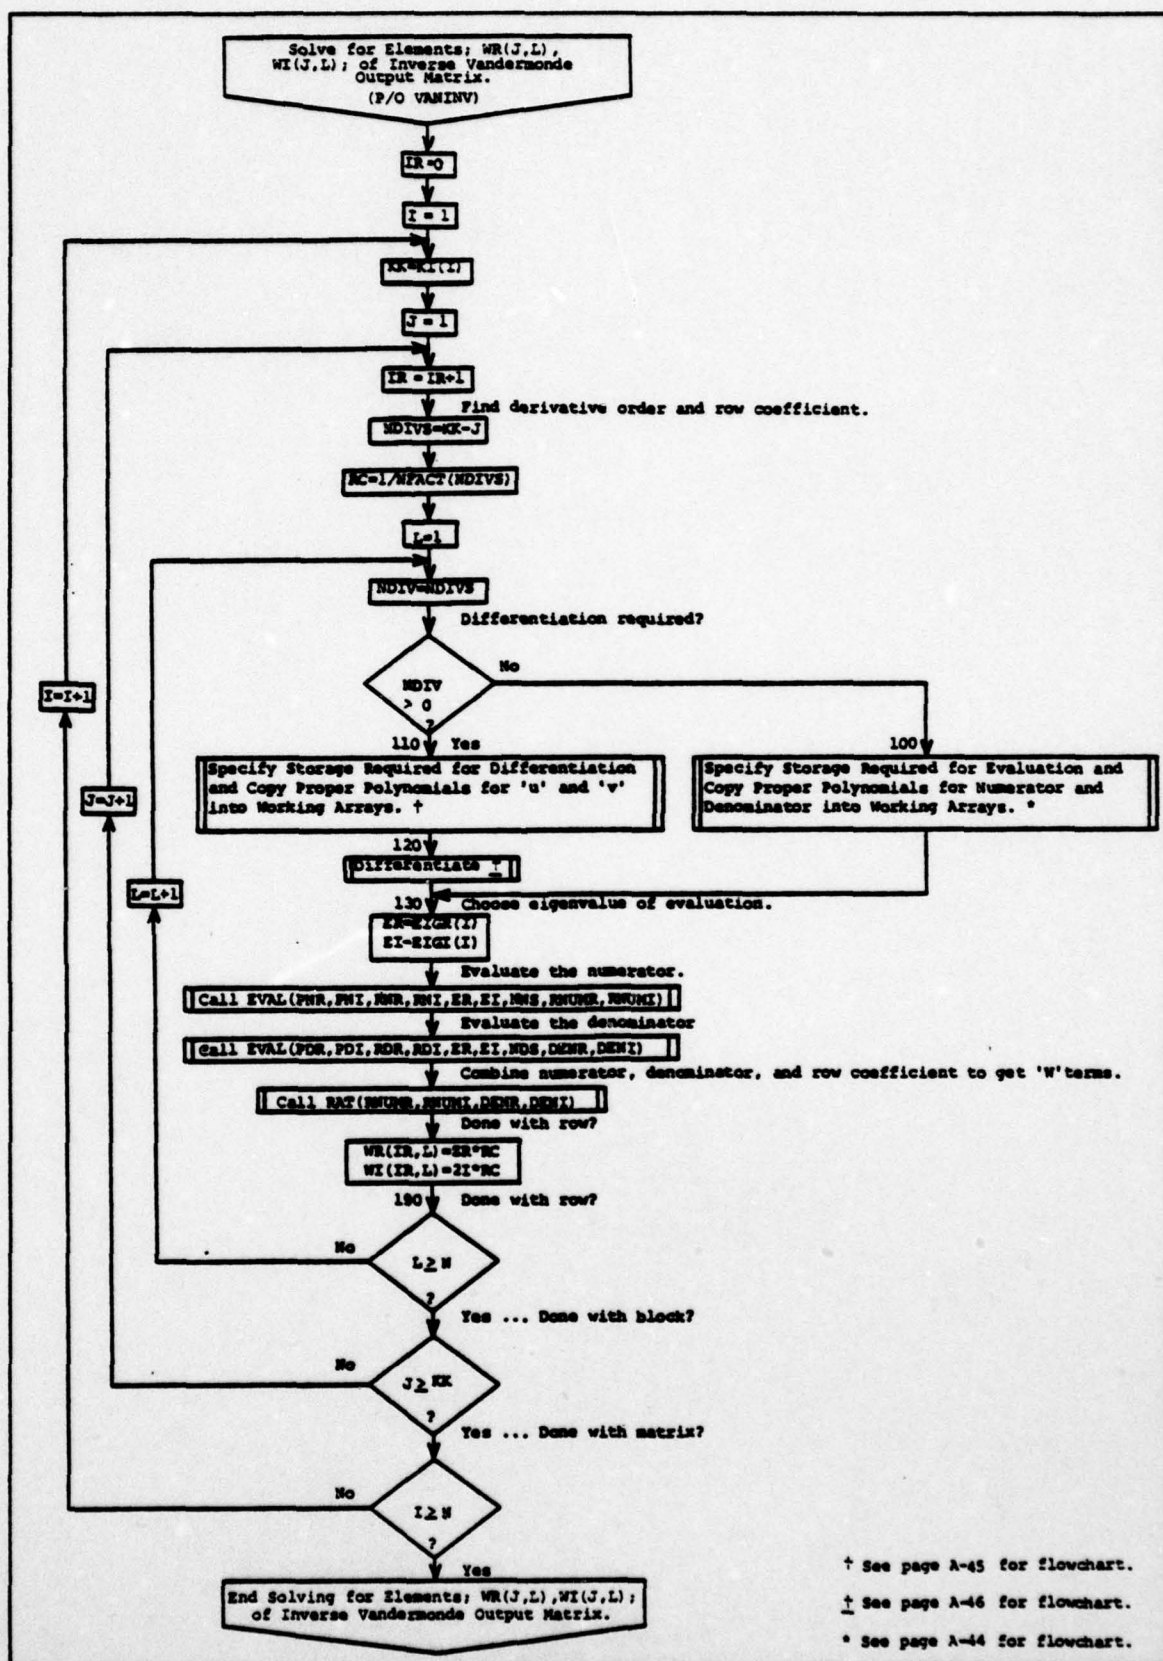 Solve for Elements; WR(J,L),
WI(J,L); of Inverse Vandermonde
Output Matrix.
(P/O VANINV)
IR=0
I = 1
KK=KI(I)
J = 1
IR = IR+1
Find derivative order and row coefficient.
NDIVS=KK-J
RC=1/NFACT(NDIVS)
L=1
NDIV=NDIVS
Differentiation required?
No
NDIV
> 0
?
I=I+1
110 Yes
100
Specify Storage Required for Differentiation
and Copy Proper Polynomials for 'u' and 'v'
into Working Arrays. †
Specify Storage Required for Evaluation and
Copy Proper Polynomials for Numerator and
Denominator into Working Arrays. *
J=J+1
120
Differentiate ‡
L=L+1
130 Choose eigenvalue of evaluation.
ER=EIGR(I)
EI=EIGI(I)
Evaluate the numerator.
Call EVAL(PNR,PNI,RNR,RNI,ER,EI,NNS,RNUMR,RNUMI)
Evaluate the denominator
Call EVAL(PDR,PDI,RDR,RDI,ER,EI,NDS,DENR,DENI)
Combine numerator, denominator, and row coefficient to get 'W'terms.
Call RAT(RNUMR,RNUMI,DENR,DENI)
Done with row?
WR(IR,L)=ZR*RC
WI(IR,L)=ZI*RC
190 Done with row?
No
L ≥ N
?
Yes ... Done with block?
No
J ≥ KK
?
Yes ... Done with matrix?
No
I ≥ N
?
Yes
End Solving for Elements; WR(J,L),WI(J,L);
of Inverse Vandermonde Output Matrix.
† See page A-45 for flowchart.
‡ See page A-46 for flowchart.
* See page A-44 for flowchart.